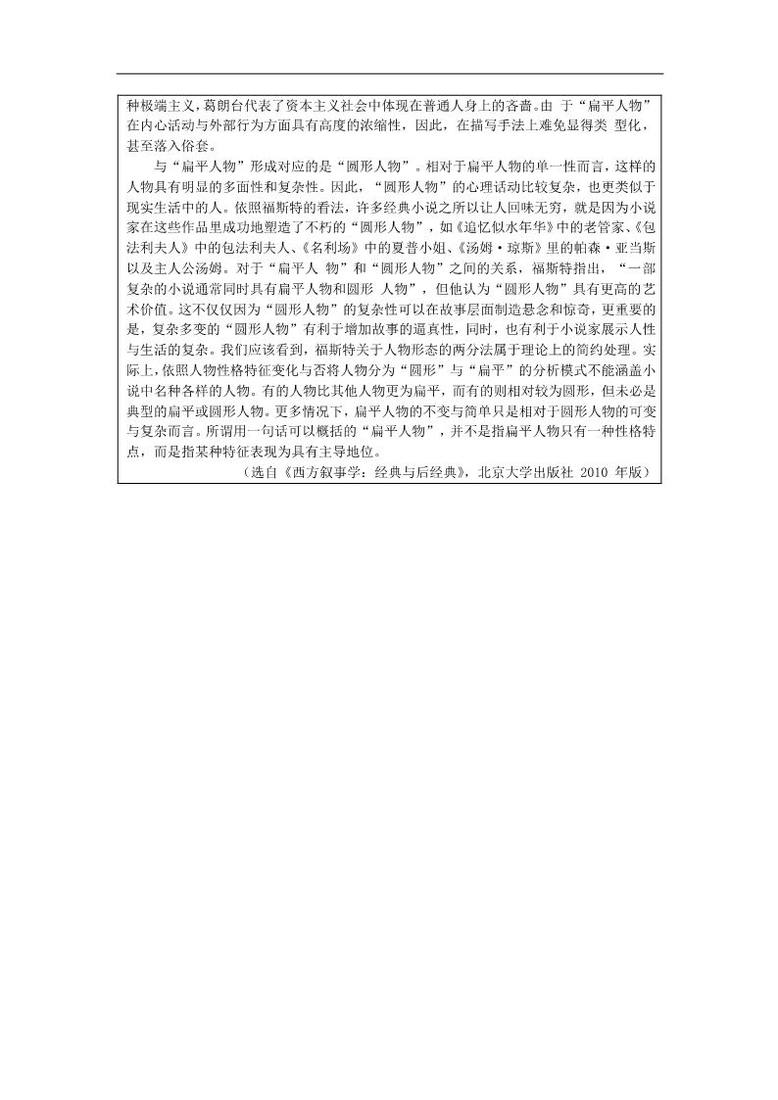 种极端主义，葛朗台代表了资本主义社会中体现在普通人身上的吝啬。由 于“扁平人物”
在内心活动与外部行为方面具有高度的浓缩性，因此，在描写手法上难免显得类 型化，
甚至落入俗套。
与“扁平人物”形成对应的是“圆形人物”。相对于扁平人物的单一性而言，这样的
人物具有明显的多面性和复杂性。因此，“圆形人物”的心理话动比较复杂，也更类似于
现实生活中的人。依照福斯特的看法，许多经典小说之所以让人回味无穷，就是因为小说
家在这些作品里成功地塑造了不朽的“圆形人物”，如《追忆似水年华》中的老管家、《包
法利夫人》中的包法利夫人、《名利场》中的夏普小姐、《汤姆·琼斯》里的帕森·亚当斯
以及主人公汤姆。对于“扁平人 物”和“圆形人物”之间的关系，福斯特指出，“一部
复杂的小说通常同时具有扁平人物和圆形 人物”，但他认为“圆形人物”具有更高的艺
术价值。这不仅仅因为“圆形人物”的复杂性可以在故事层面制造悬念和惊奇，更重要的
是，复杂多变的“圆形人物”有利于增加故事的逼真性，同时，也有利于小说家展示人性
与生活的复杂。我们应该看到，福斯特关于人物形态的两分法属于理论上的简约处理。实
际上，依照人物性格特征变化与否将人物分为“圆形”与“扁平”的分析模式不能涵盖小
说中名种各样的人物。有的人物比其他人物更为扁平，而有的则相对较为圆形，但未必是
典型的扁平或圆形人物。更多情况下，扁平人物的不变与简单只是相对于圆形人物的可变
与复杂而言。所谓用一句话可以概括的“扁平人物”，并不是指扁平人物只有一种性格特
点，而是指某种特征表现为具有主导地位。
（选自《西方叙事学：经典与后经典》，北京大学出版社 2010 年版）